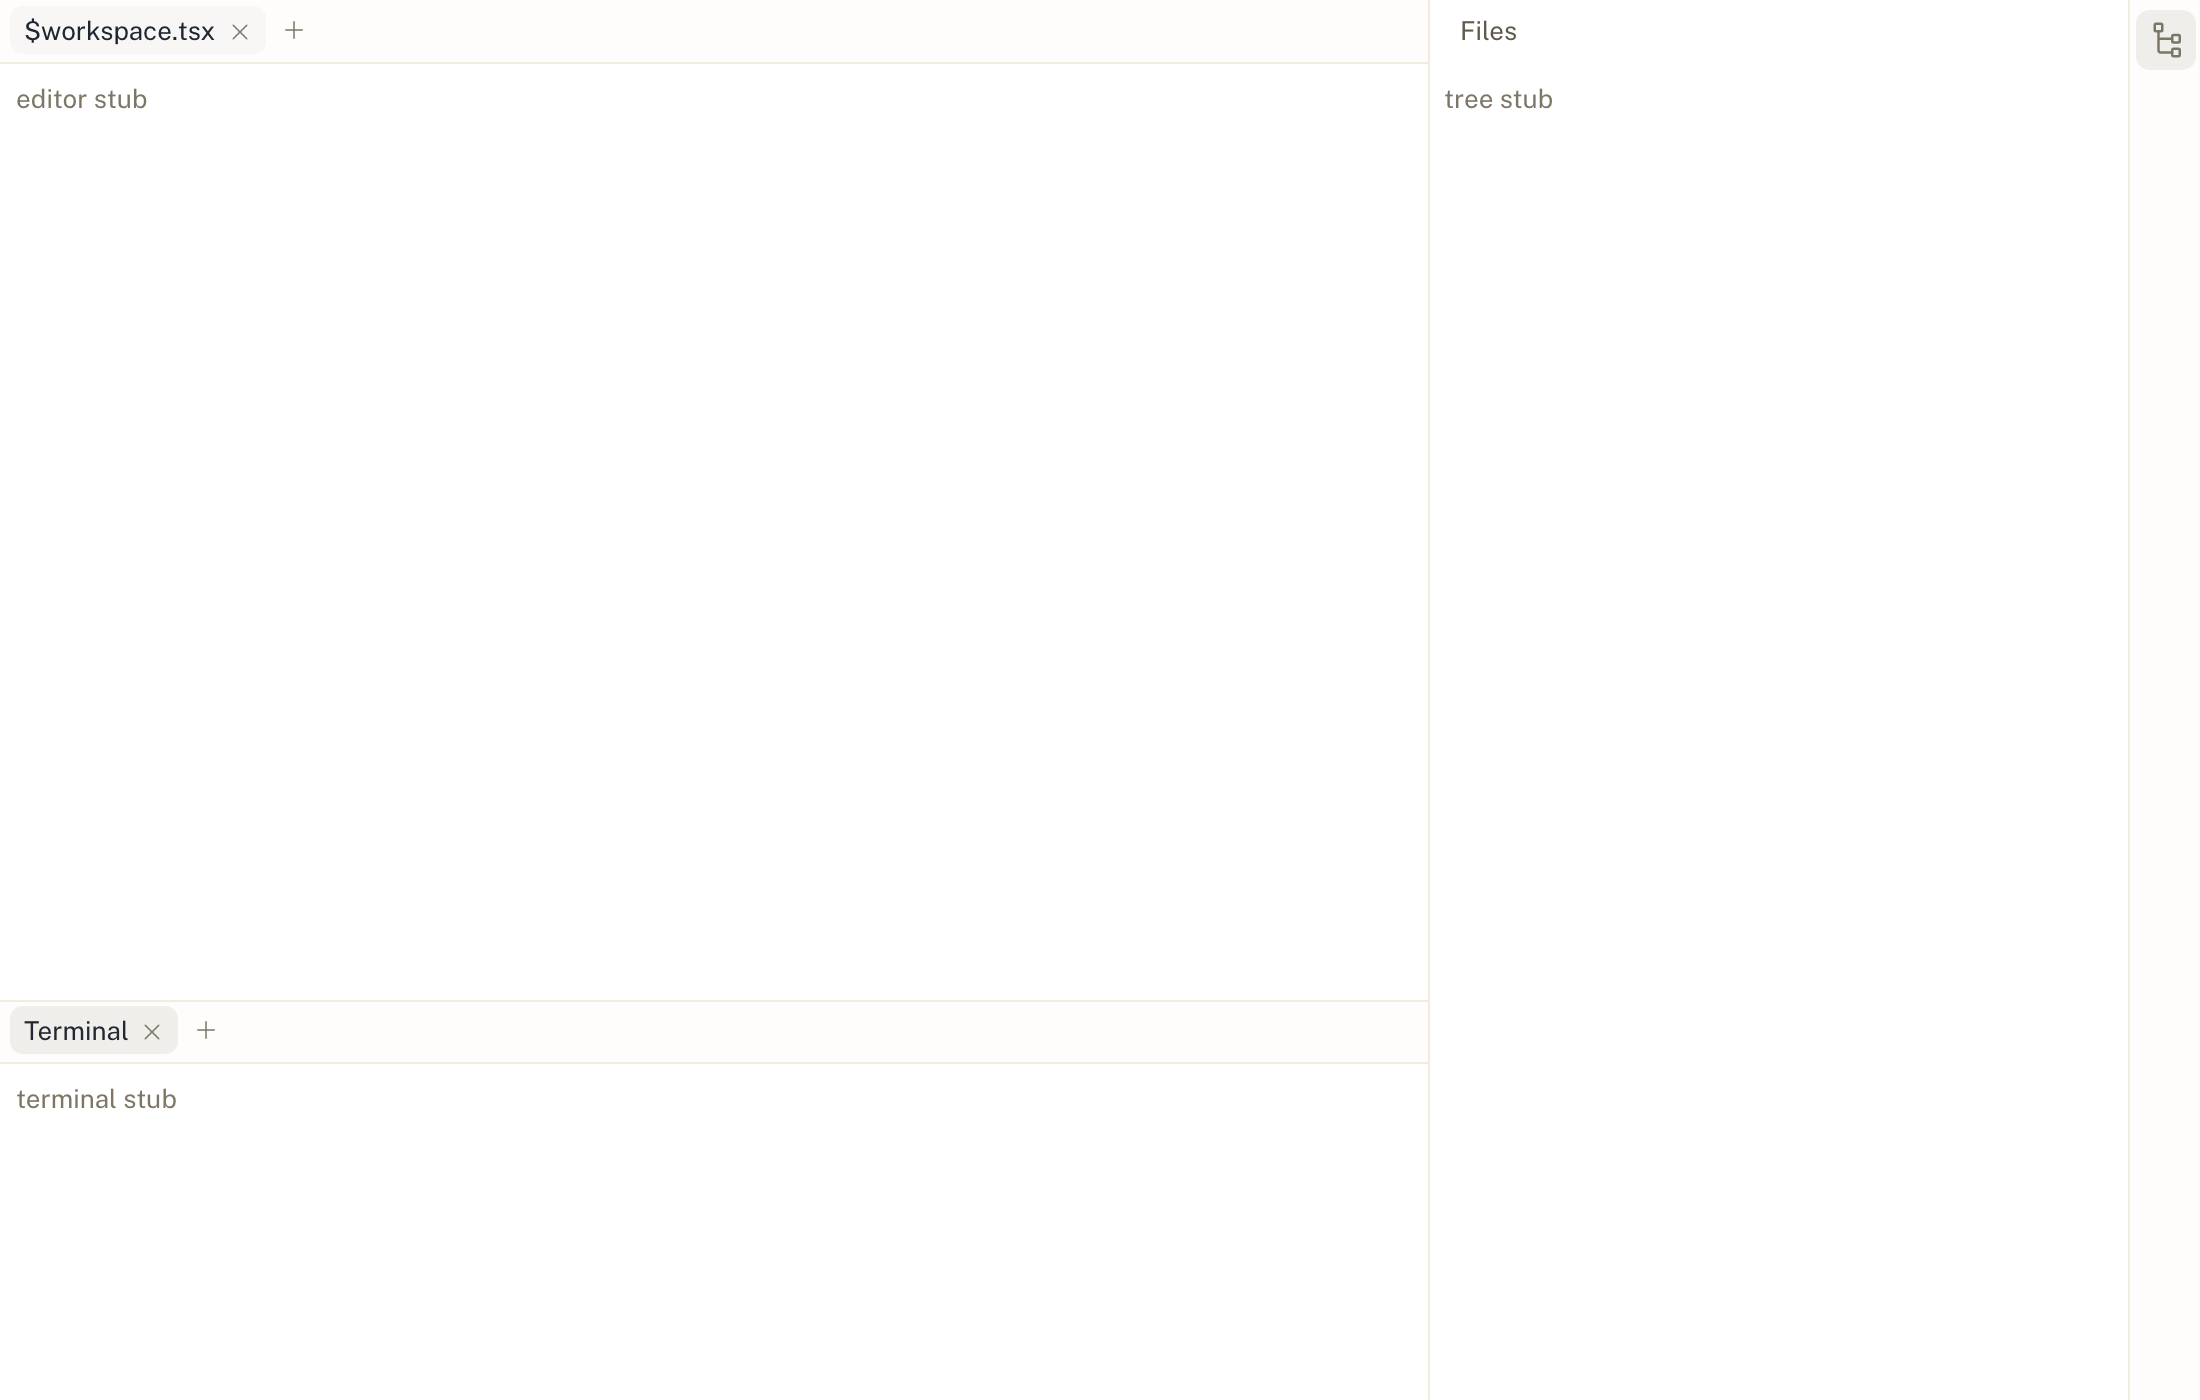 $workspace.tsx
editor stub
Terminal
terminal stub
Files
tree stub